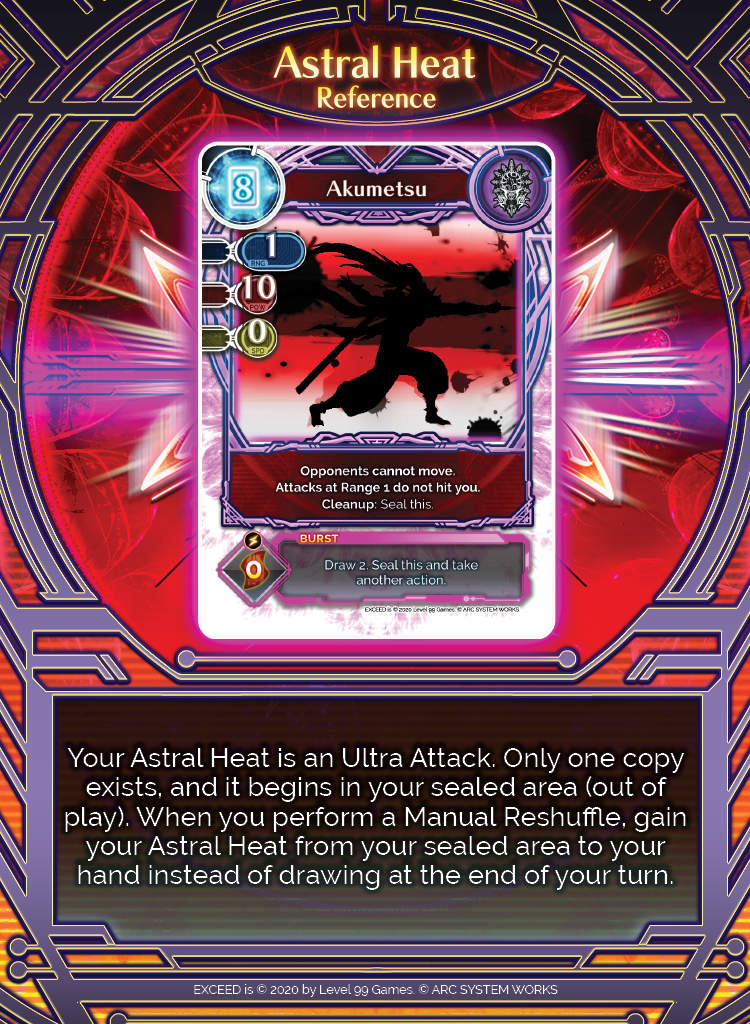 Astral Heat
Reference
8
Akumetsu
1
RNG
10
POW
0
SPD
Opponents cannot move.
Attacks at Range 1 do not hit you.
Cleanup: Seal this.
BURST
0
Draw 2. Seal this and take
another action.
EXCEED is © 2020 Level 99 Games. © ARC SYSTEM WORKS
Your Astral Heat is an Ultra Attack. Only one copy
exists, and it begins in your sealed area (out of
play). When you perform a Manual Reshuffle, gain
your Astral Heat from your sealed area to your
hand instead of drawing at the end of your turn.
EXCEED is © 2020 by Level 99 Games. © ARC SYSTEM WORKS